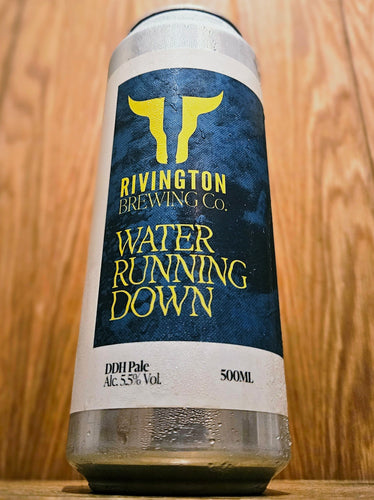 RIVINGTON
BREWING Co.
WATER
RUNNING
DOWN
DDH Pale
Alc. 5.5% Vol.
500ML